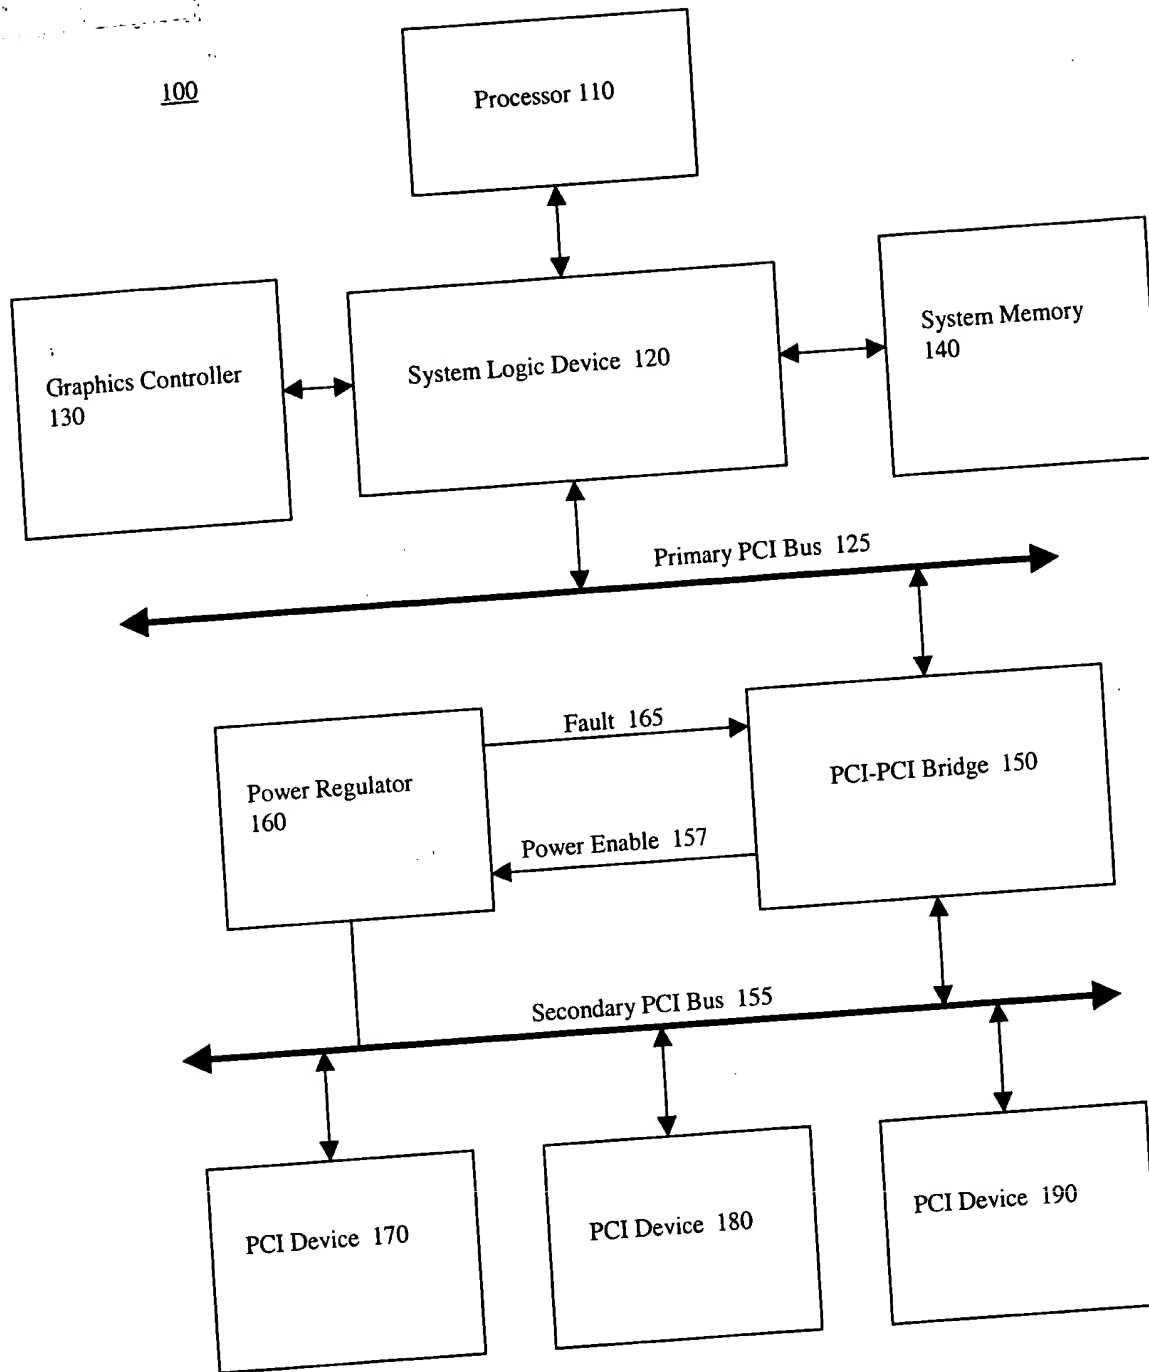 100
Processor 110
System Memory
140
System Logic Device 120
Graphics Controller
130
Primary PCI Bus 125
Fault 165
PCI-PCI Bridge 150
Power Regulator
160
Power Enable 157
Secondary PCI Bus 155
PCI Device 170
PCI Device 180
PCI Device 190